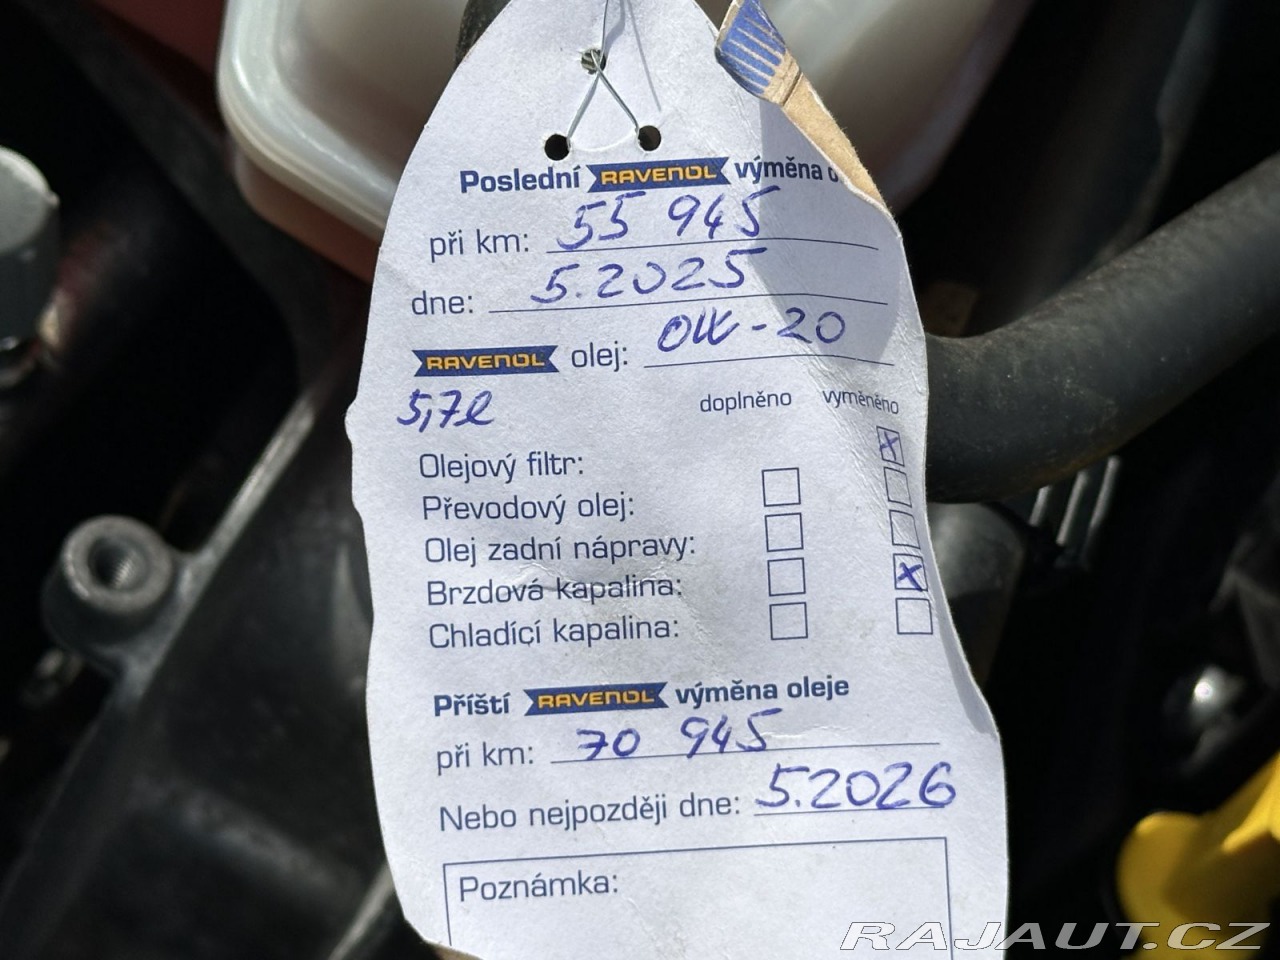 Poslední RAVENOL výměna o
při km: 55 945
dne: 5.2025
RAVENOL olej: 0W-20
5,7l
doplněno vyměněno
Olejový filtr: x
Převodový olej:
Olej zadní nápravy:
Brzdová kapalina: x
Chladící kapalina:
Příští RAVENOL výměna oleje
při km: 70 945
Nebo nejpozději dne: 5.2026
Poznámka:
RAJAUT.CZ